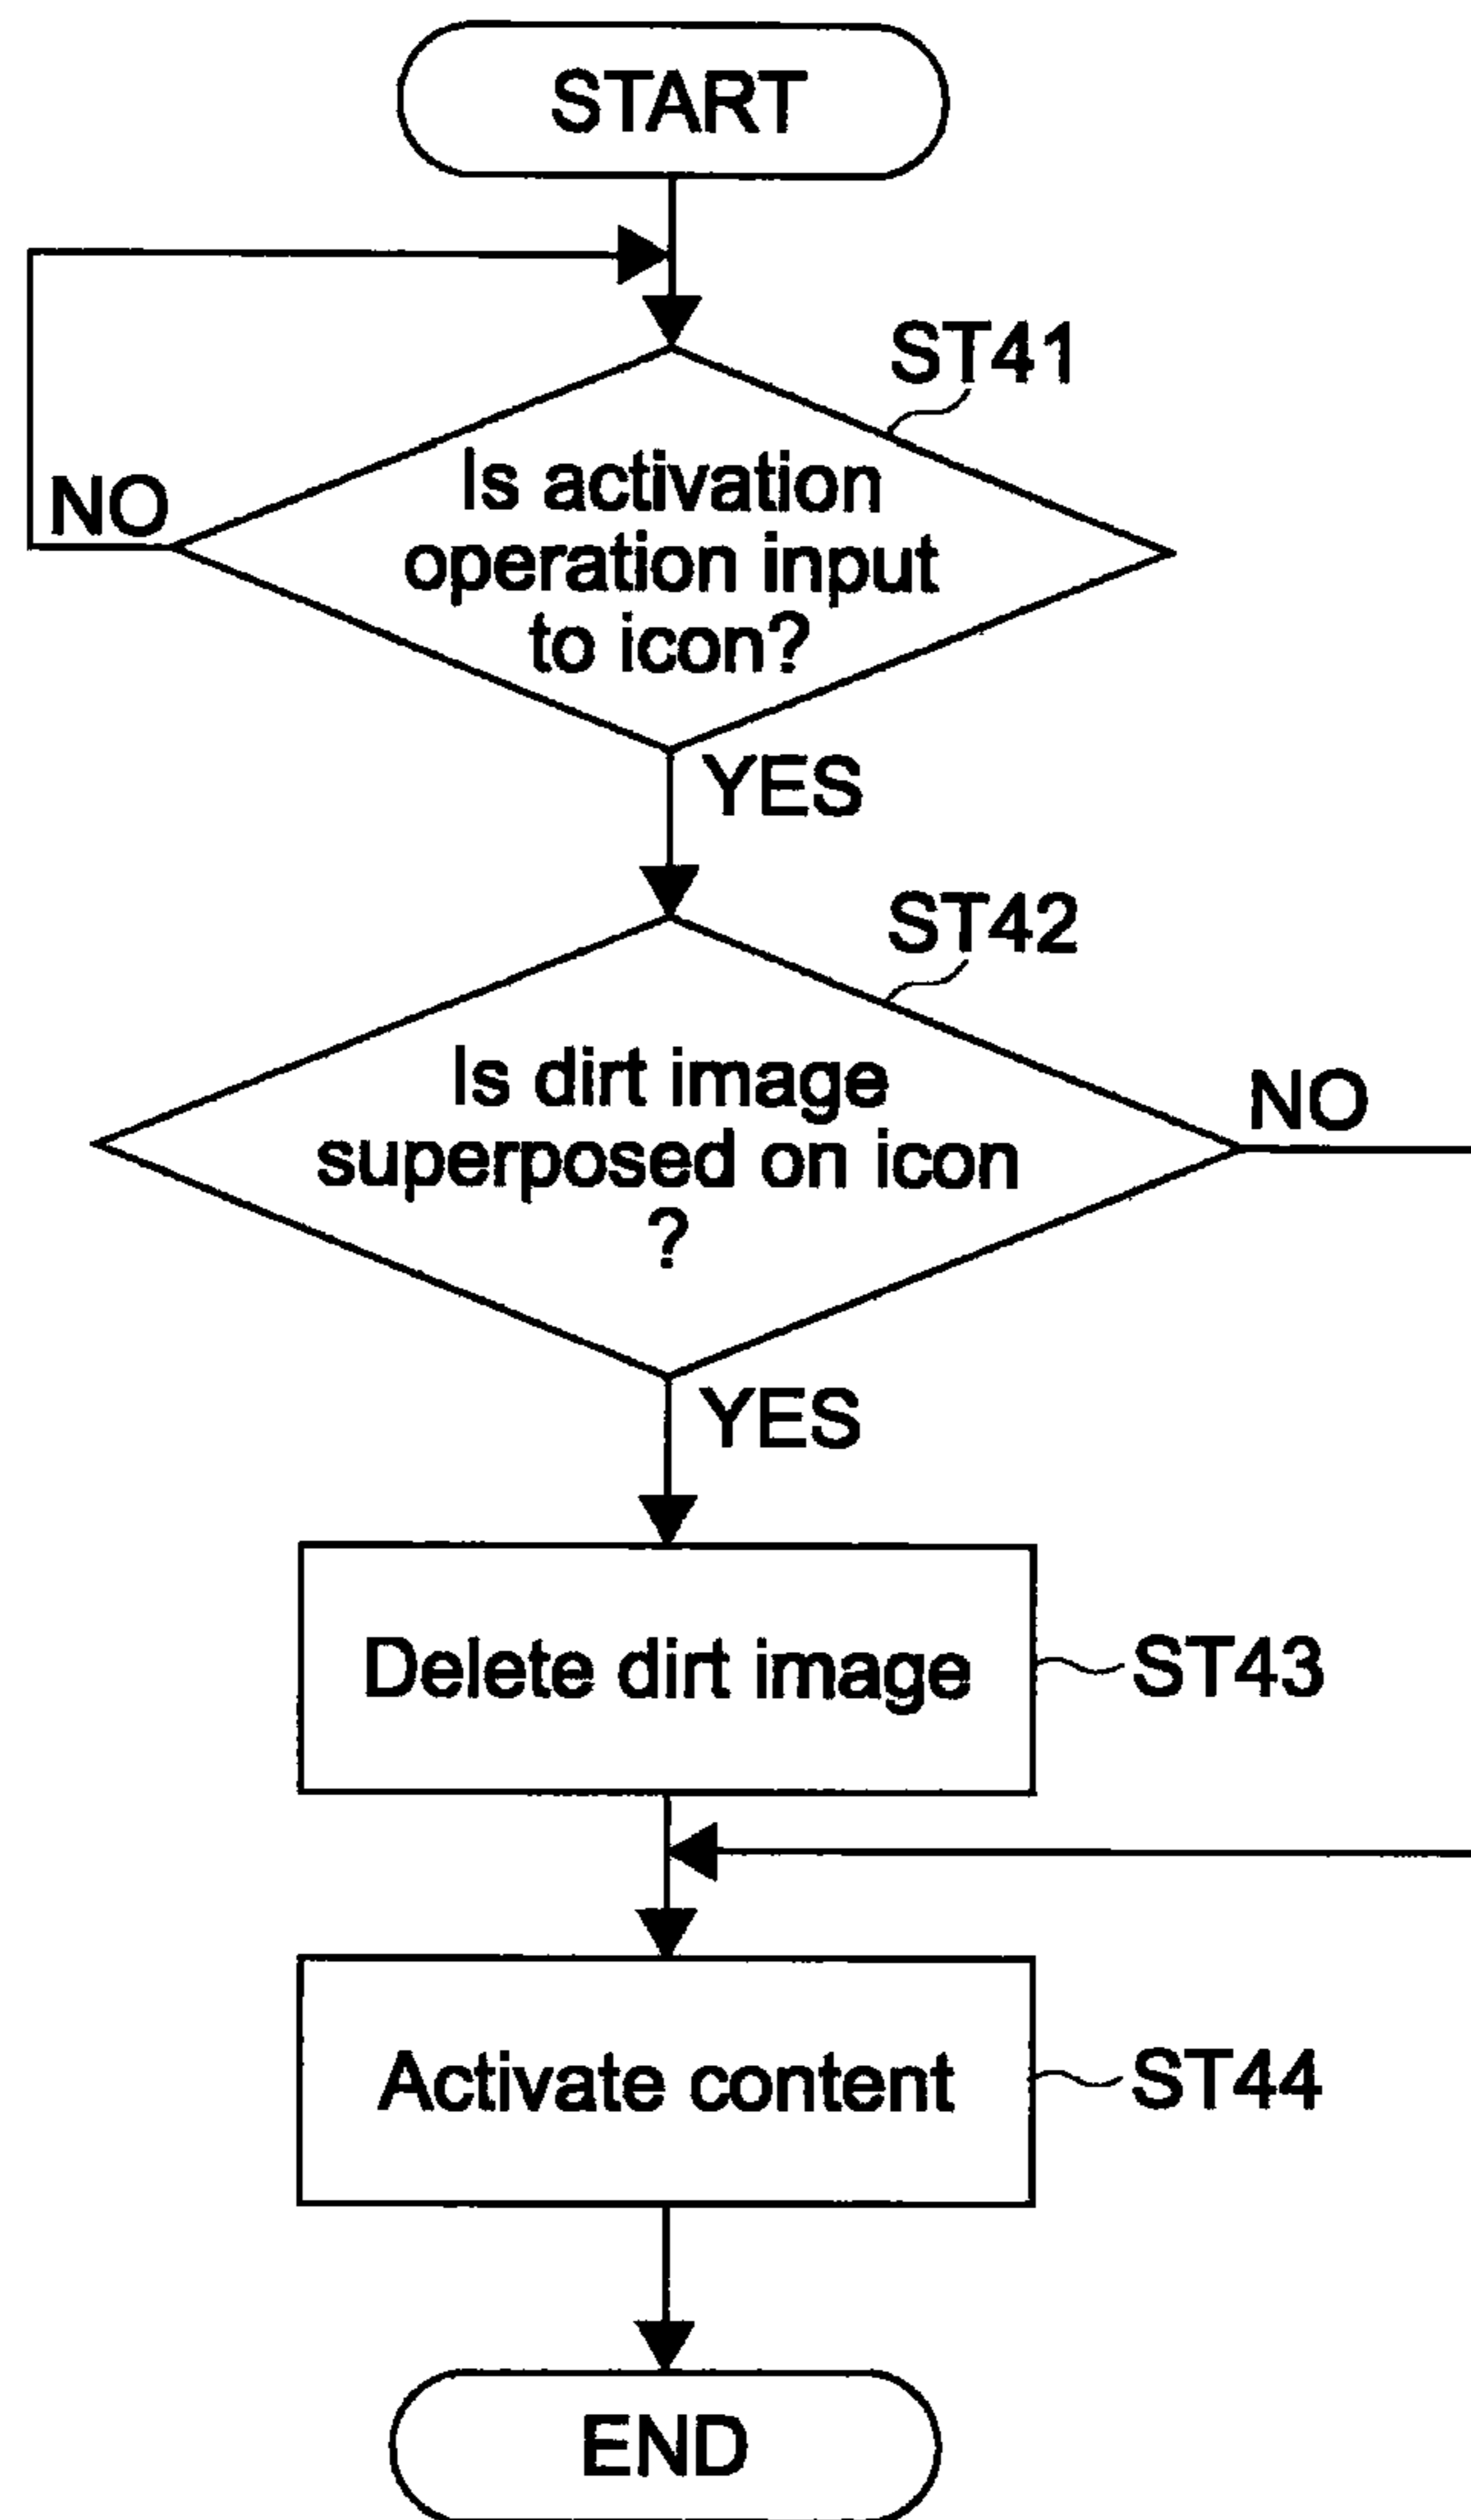 START
ST41
NO
Is activation
operation input
to icon?
YES
ST42
Is dirt image
superposed on icon
?
NO
YES
Delete dirt image
ST43
Activate content
ST44
END